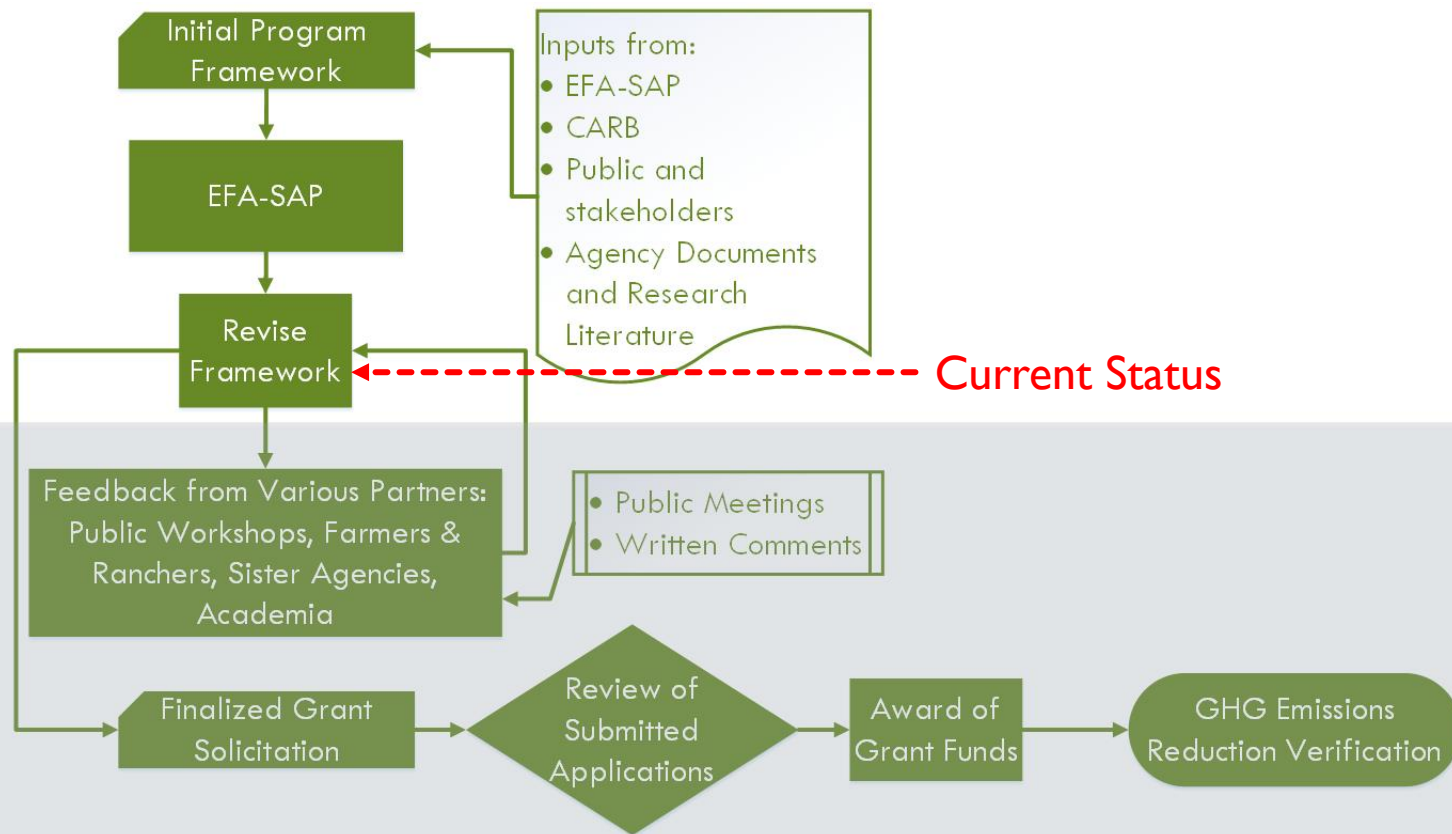 Initial Program
Framework
Inputs from:
• EFA-SAP
• CARB
• Public and
stakeholders
• Agency Documents
and Research
Literature
EFA-SAP
Revise
Framework
Current Status
Feedback from Various Partners:
Public Workshops, Farmers &
Ranchers, Sister Agencies,
Academia
• Public Meetings
• Written Comments
Finalized Grant
Solicitation
Review of
Submitted
Applications
Award of
Grant Funds
GHG Emissions
Reduction Verification